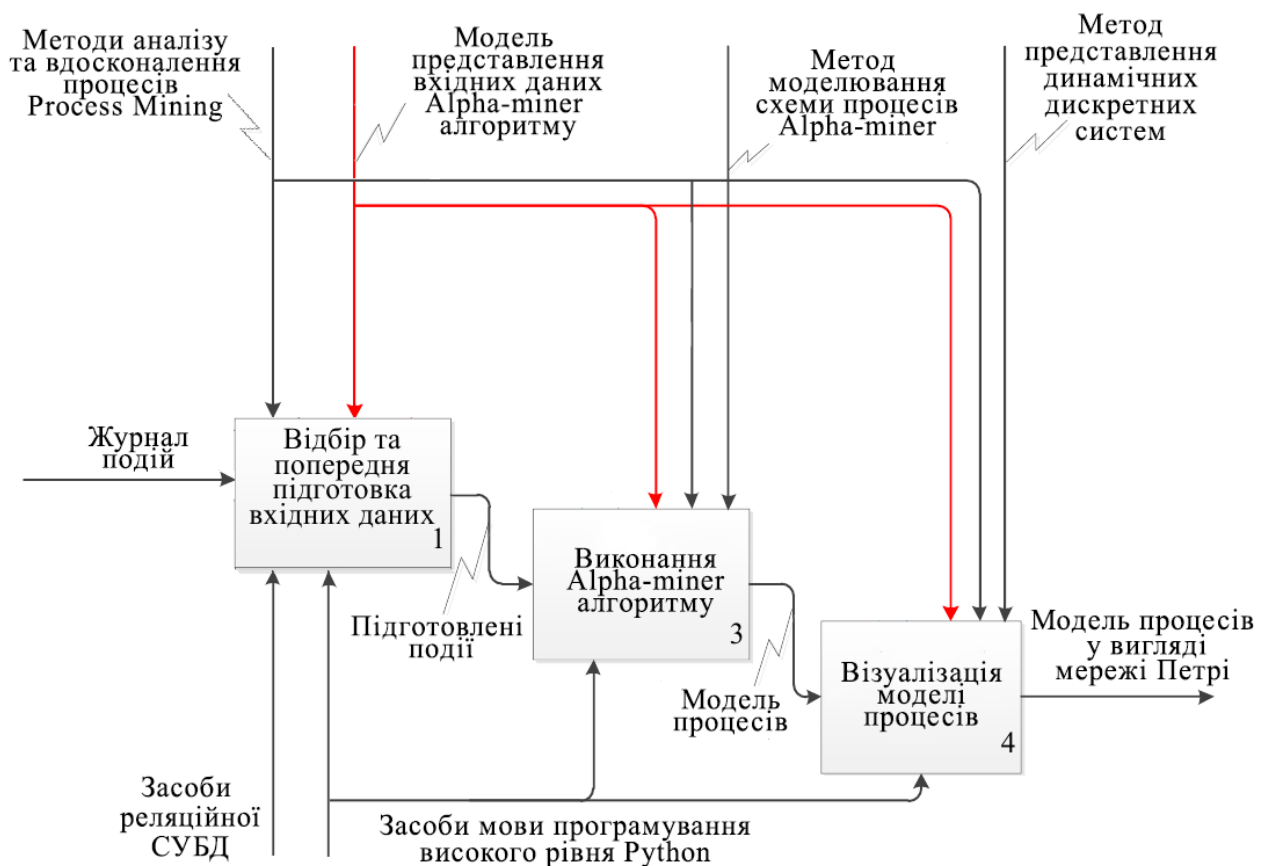 Методи аналізу
та вдосконалення
процесів
Process Mining
Модель
представлення
вхідних даних
Alpha-miner
алгоритму
Метод
моделювання
схеми процесів
Alpha-miner
Метод
представлення
динамічних
дискретних
систем
Журнал
подій
Відбір та
попередня
підготовка
вхідних даних
1
Підготовлені
події
Виконання
Alpha-miner
алгоритму
3
Модель
процесів
Візуалізація
моделі
процесів
4
Модель процесів
у вигляді
мережі Петрі
Засоби
реляційної
СУБД
Засоби мови програмування
високого рівня Python